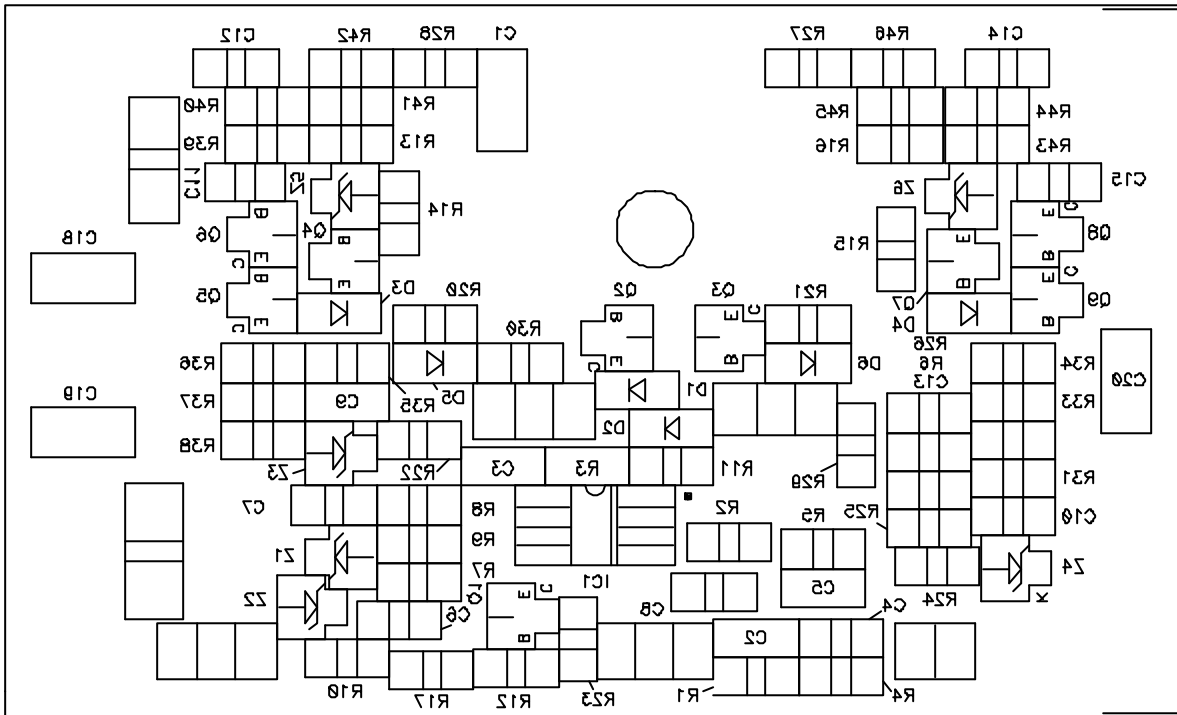 C12 R42 R28 C1 R27 R46 C14
R40 R41 R45 R44
R39 R13 R16 R43
C11 Z5 R14 Z6 C15
Q6 B E C Q4 B E R15 E B E C B Q8
C18
Q5 B E C D3 Q7 D4 E C B Q9
R20 R30 Q2 B E C Q3 E C B R21 R26
R36 R35 D5 D1 D6 R6 R34
C19 R37 C9 C13 R33 C20
R38 Z3 R22 C3 R3 D2 R11 R29 R31
C7 R8 R2 R5 R25 C10
Z1 R9 IC1 Z4
Z2 R7 Q1 E C B C5 R24 K
C6 C8 C2 C4
R10 R17 R12 R23 R1 R4